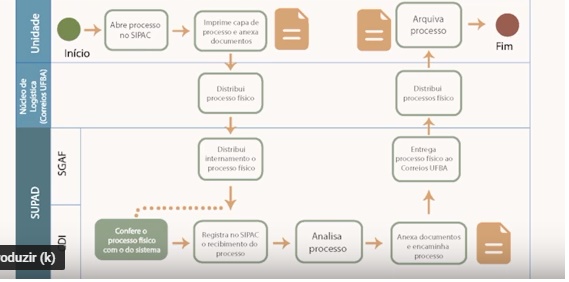 Unidade
Início
Abre processo
no SIPAC
Imprime capa de
processo e anexa
documentos
Arquiva
processo
Fim
Núcleo de
Logística
(Correios UFBA)
Distribui
processo físico
Distribui
processos físico
SUPAD
SGAF
Distribui
internamento o
processo físico
Entrega
processo físico ao
Correios UFBA
DI
Confere o
processo físico
com o do sistema
Registra no SIPAC
o recibimento do
processo
Analisa
processo
Anexa documentos
e encaminha
processo
oduzir (k)